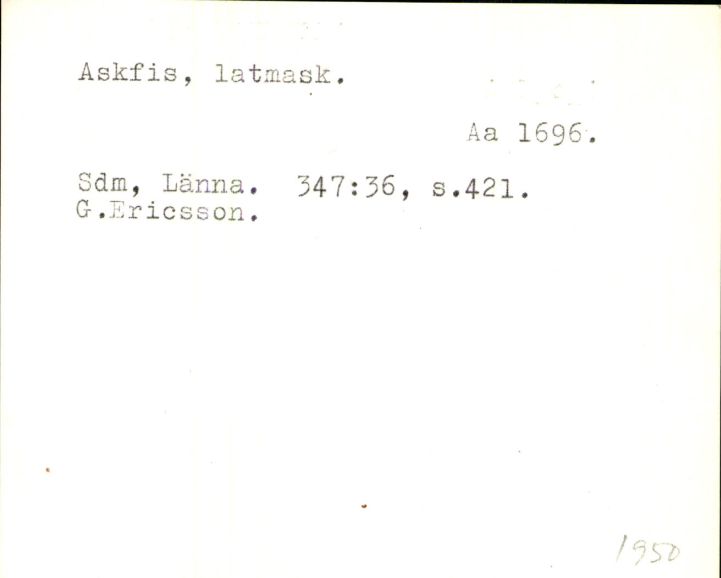 Askfis, latmask.
Aa 1696.
Sdm, Länna. 347:36, s.421.
G.Ericsson.
1950